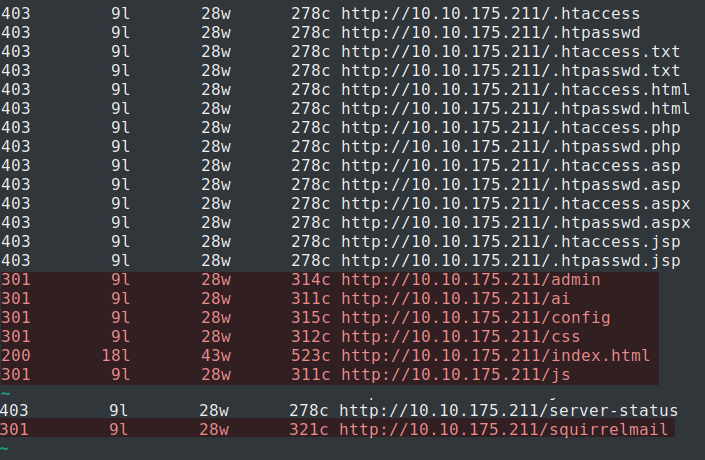 403 9l 28w 278c http://10.10.175.211/.htaccess
403 9l 28w 278c http://10.10.175.211/.htpasswd
403 9l 28w 278c http://10.10.175.211/.htaccess.txt
403 9l 28w 278c http://10.10.175.211/.htpasswd.txt
403 9l 28w 278c http://10.10.175.211/.htaccess.html
403 9l 28w 278c http://10.10.175.211/.htpasswd.html
403 9l 28w 278c http://10.10.175.211/.htaccess.php
403 9l 28w 278c http://10.10.175.211/.htpasswd.php
403 9l 28w 278c http://10.10.175.211/.htaccess.asp
403 9l 28w 278c http://10.10.175.211/.htpasswd.asp
403 9l 28w 278c http://10.10.175.211/.htaccess.aspx
403 9l 28w 278c http://10.10.175.211/.htpasswd.aspx
403 9l 28w 278c http://10.10.175.211/.htaccess.jsp
403 9l 28w 278c http://10.10.175.211/.htpasswd.jsp
301 9l 28w 314c http://10.10.175.211/admin
301 9l 28w 311c http://10.10.175.211/ai
301 9l 28w 315c http://10.10.175.211/config
301 9l 28w 312c http://10.10.175.211/css
200 18l 43w 523c http://10.10.175.211/index.html
301 9l 28w 311c http://10.10.175.211/js
~
403 9l 28w 278c http://10.10.175.211/server-status
301 9l 28w 321c http://10.10.175.211/squirrelmail
~